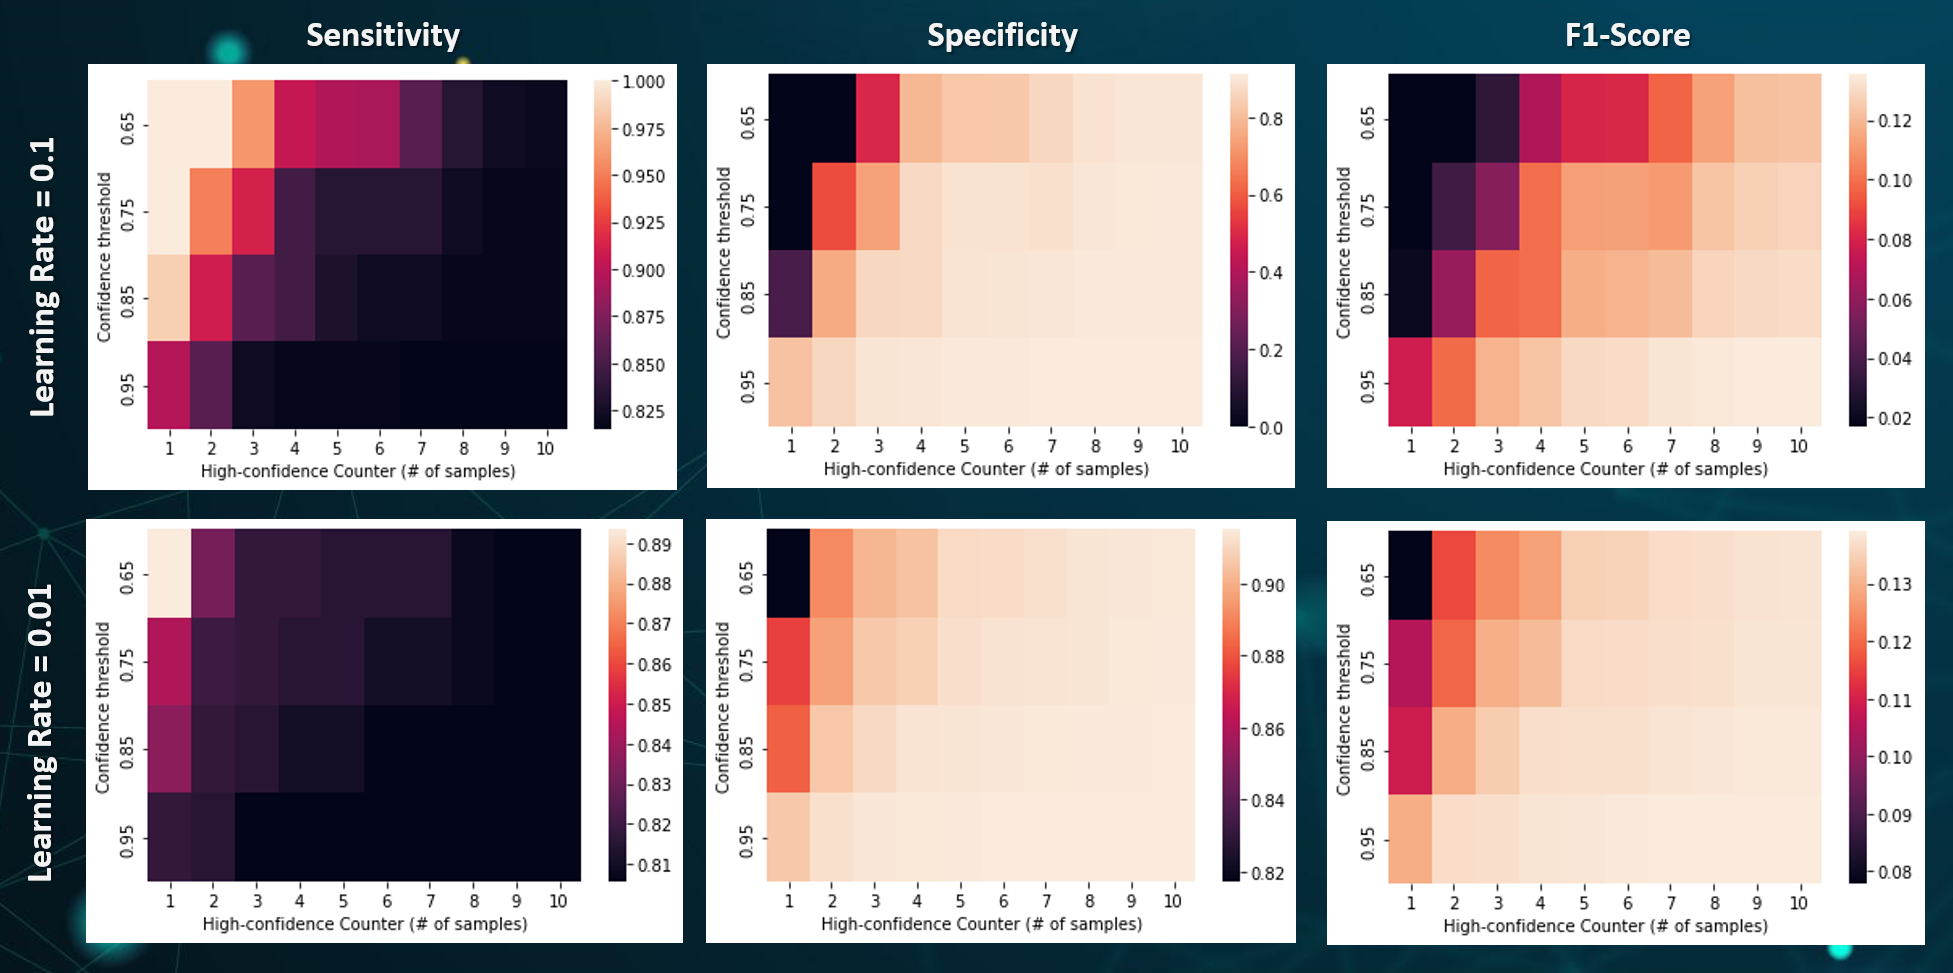 Sensitivity
Specificity
F1-Score
Learning Rate = 0.1
Confidence threshold
0.65
0.75
0.85
0.95
1 2 3 4 5 6 7 8 9 10
High-confidence Counter (# of samples)
1.000
0.975
0.950
0.925
0.900
0.875
0.850
0.825
Confidence threshold
0.65
0.75
0.85
0.95
1 2 3 4 5 6 7 8 9 10
High-confidence Counter (# of samples)
0.8
0.6
0.4
0.2
0.0
Confidence threshold
0.65
0.75
0.85
0.95
1 2 3 4 5 6 7 8 9 10
High-confidence Counter (# of samples)
0.12
0.10
0.08
0.06
0.04
0.02
Learning Rate = 0.01
Confidence threshold
0.65
0.75
0.85
0.95
1 2 3 4 5 6 7 8 9 10
High-confidence Counter (# of samples)
0.89
0.88
0.87
0.86
0.85
0.84
0.83
0.82
0.81
Confidence threshold
0.65
0.75
0.85
0.95
1 2 3 4 5 6 7 8 9 10
High-confidence Counter (# of samples)
0.90
0.88
0.86
0.84
0.82
Confidence threshold
0.65
0.75
0.85
0.95
1 2 3 4 5 6 7 8 9 10
High-confidence Counter (# of samples)
0.13
0.12
0.11
0.10
0.09
0.08